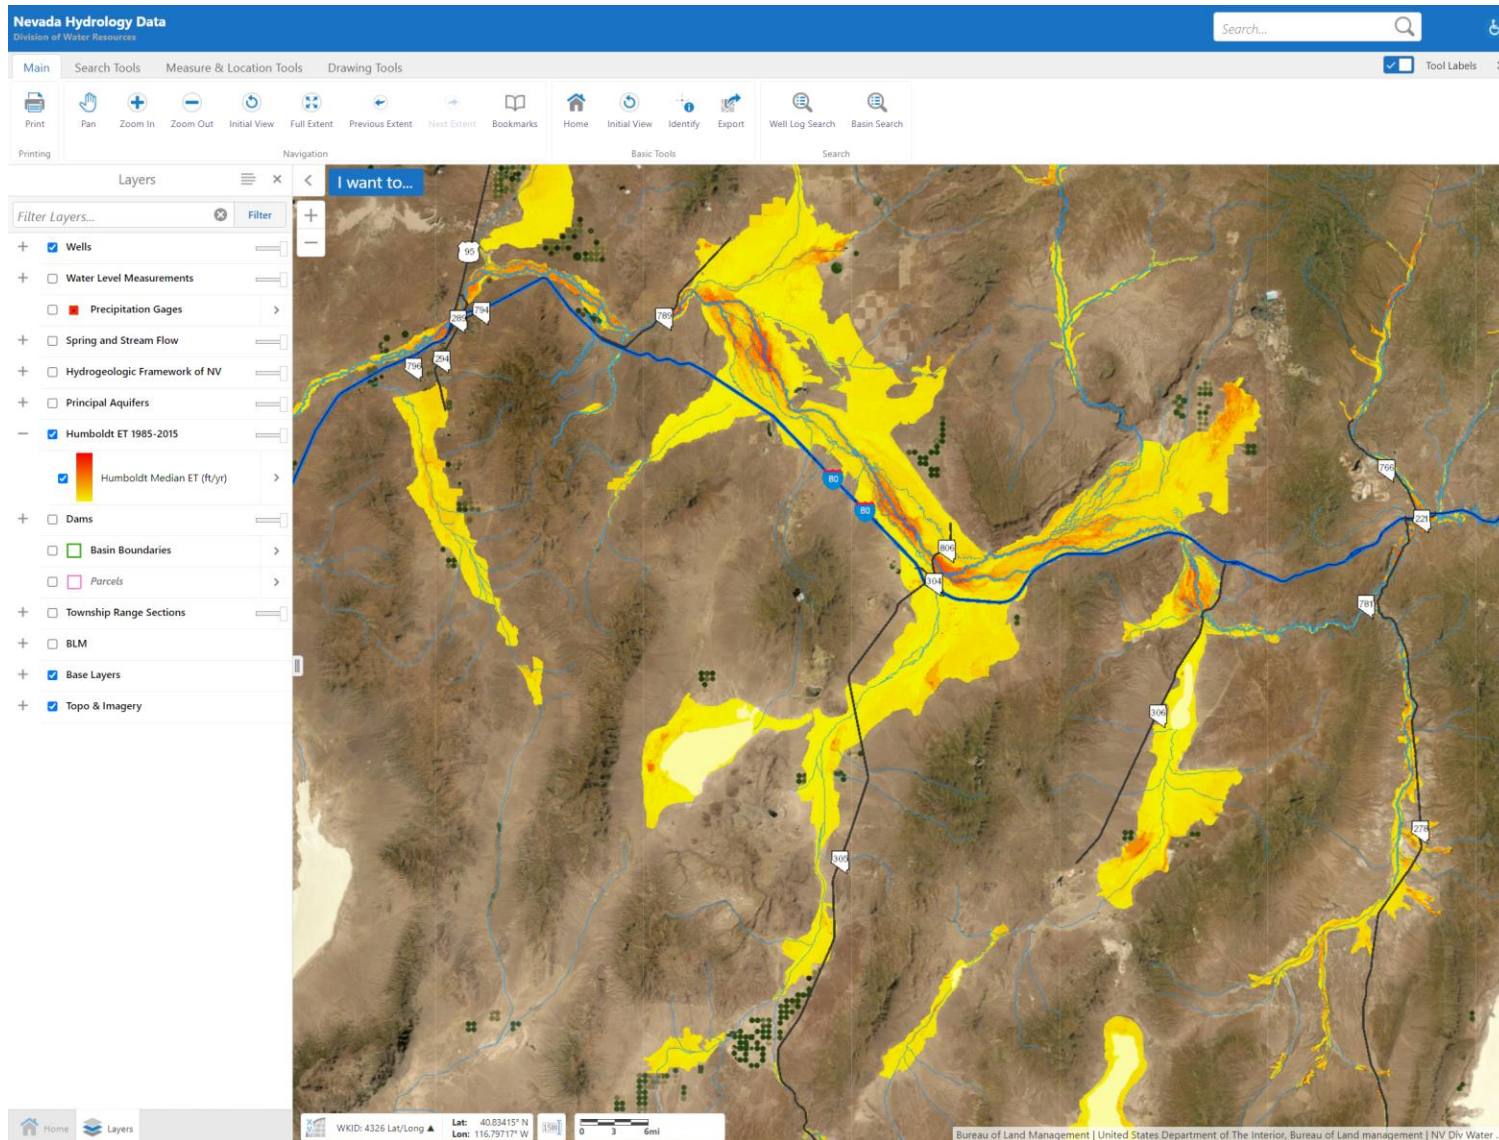 Nevada Hydrology Data
Division of Water Resources
Search...
Main Search Tools Measure & Location Tools Drawing Tools
Tool Labels
Print Pan Zoom In Zoom Out Initial View Full Extent Previous Extent Next Extent Bookmarks Home Initial View Identify Export Well Log Search Basin Search
Printing Navigation Basic Tools Search
Layers
I want to...
Filter Layers... Filter
Wells
Water Level Measurements
Precipitation Gages
Spring and Stream Flow
Hydrogeologic Framework of NV
Principal Aquifers
Humboldt ET 1985-2015
Humboldt Median ET (ft/yr)
Dams
Basin Boundaries
Parcels
Township Range Sections
BLM
Base Layers
Topo & Imagery
95
794
289
789
294
796
766
80
80
221
806
304
781
306
278
305
Home Layers
WKID: 4326 Lat/Long
Lat: 40.83415° N
Lon: 116.79717° W
0 3 6mi
Bureau of Land Management | United States Department of The Interior, Bureau of Land management | NV Div Water